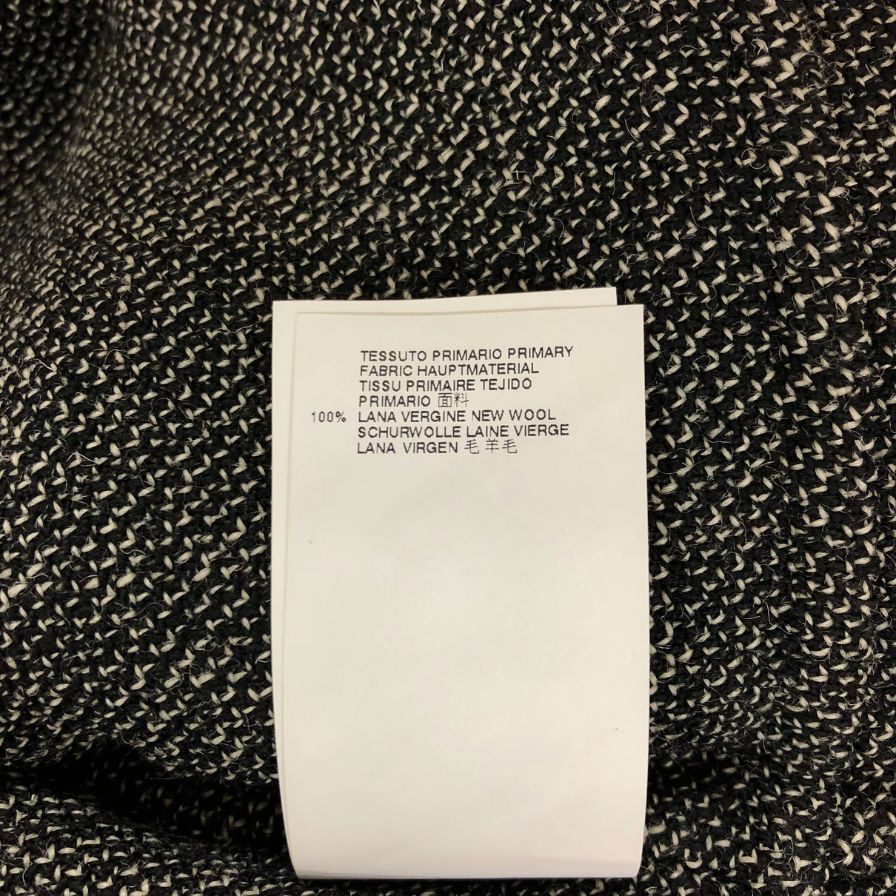 TESSUTO PRIMARIO PRIMARY
FABRIC HAUPTMATERIAL
TISSU PRIMAIRE TEJIDO
PRIMARIO 面料
100% LANA VERGINE NEW WOOL
SCHURWOLLE LAINE VIERGE
LANA VIRGEN 毛 羊毛